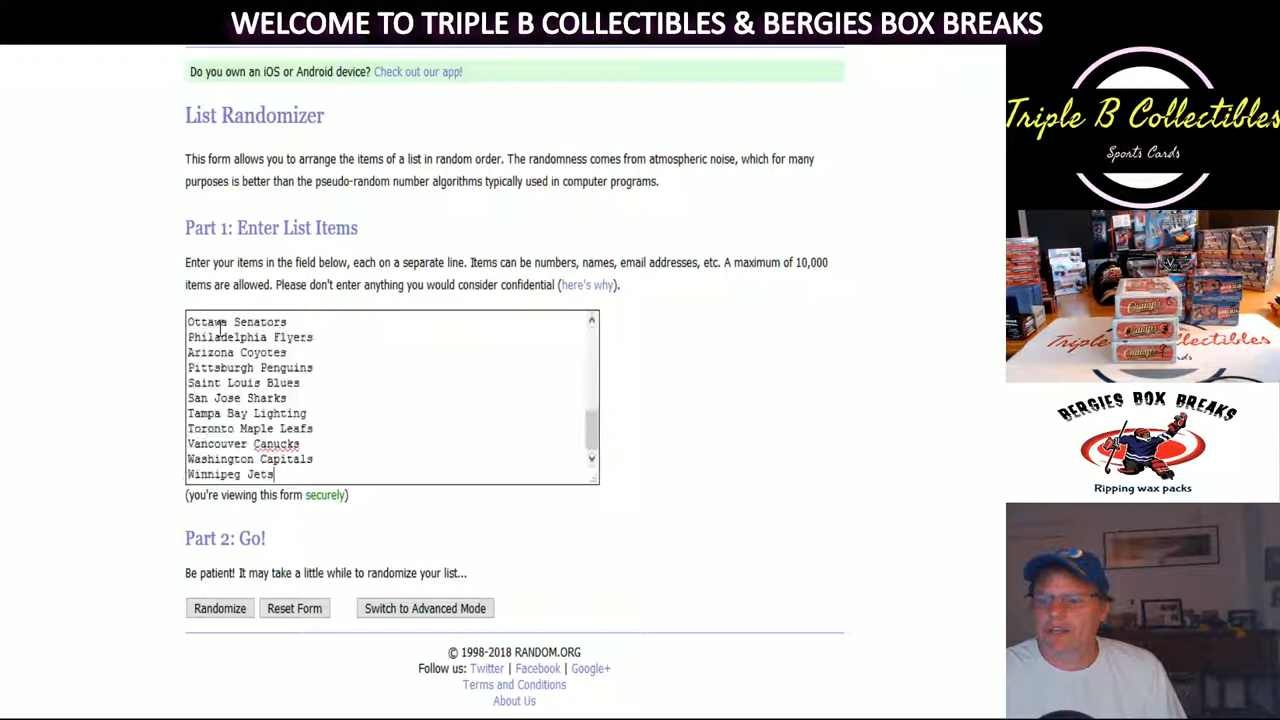 WELCOME TO TRIPLE B COLLECTIBLES & BERGIES BOX BREAKS
Do you own an iOS or Android device? Check out our app!
List Randomizer
This form allows you to arrange the items of a list in random order. The randomness comes from atmospheric noise, which for many
purposes is better than the pseudo-random number algorithms typically used in computer programs.
Part 1: Enter List Items
Enter your items in the field below, each on a separate line. Items can be numbers, names, email addresses, etc. A maximum of 10,000
items are allowed. Please don't enter anything you would consider confidential (here's why).
Ottawa Senators
Philadelphia Flyers
Arizona Coyotes
Pittsburgh Penguins
Saint Louis Blues
San Jose Sharks
Tampa Bay Lighting
Toronto Maple Leafs
Vancouver Canucks
Washington Capitals
Winnipeg Jets
(you're viewing this form securely)
Part 2: Go!
Be patient! It may take a little while to randomize your list...
Randomize Reset Form Switch to Advanced Mode
© 1998-2018 RANDOM.ORG
Follow us: Twitter | Facebook | Google+
Terms and Conditions
About Us
Triple B Collectibles
Sports Cards
Champ's
Champ's
Champ's
BERGIES BOX BREAKS
Ripping wax packs